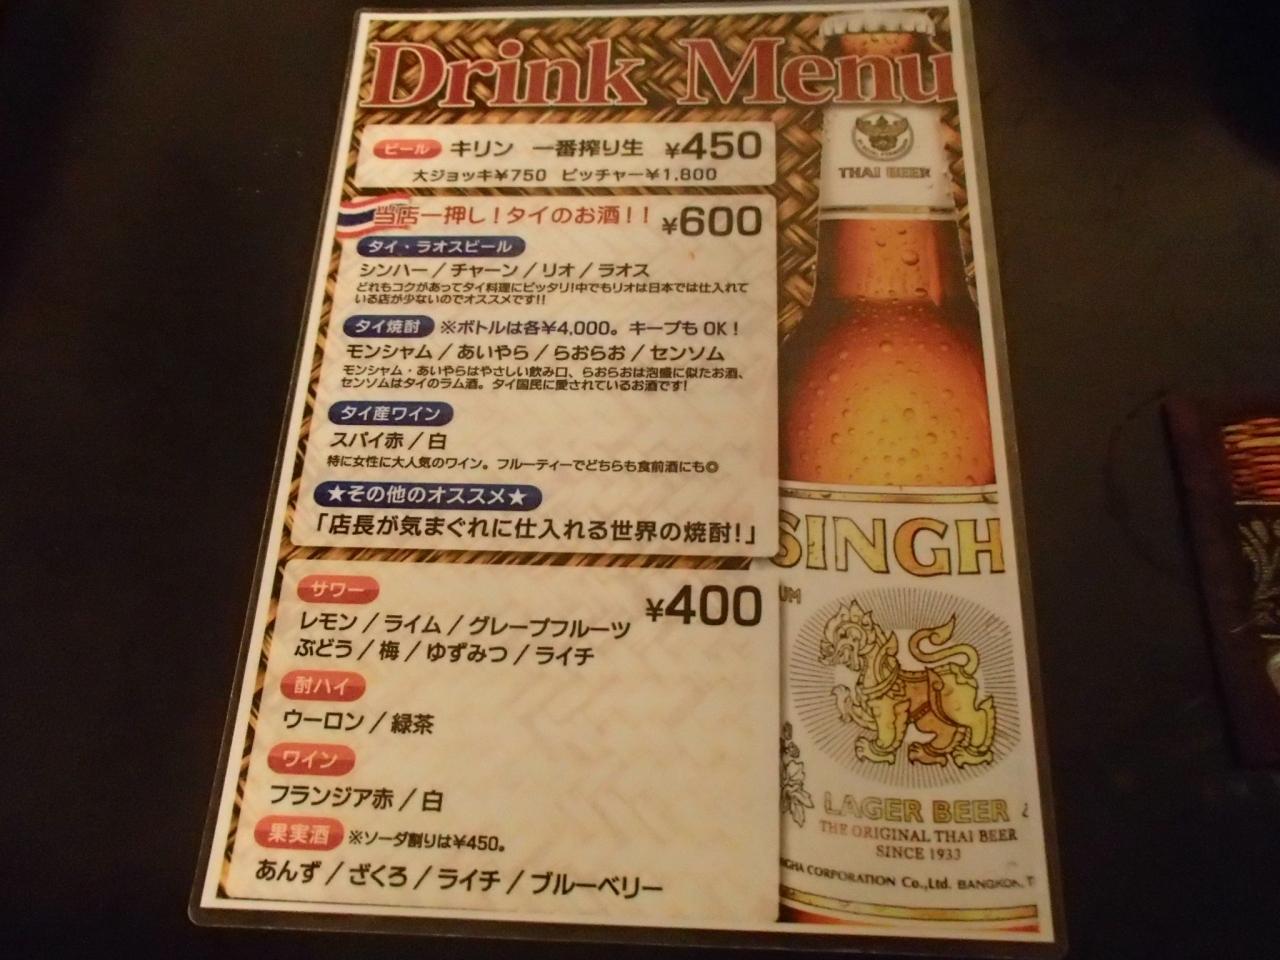 Drink Menu
ビール キリン 一番搾り生 ¥450
大ジョッキ¥750 ピッチャー¥1,800
当店一押し！タイのお酒！！ ¥600
タイ・ラオスビール
シンハー／チャーン／リオ／ラオス
どれもコクがあってタイ料理にピッタリ!中でもリオは日本では仕入れて
いる店が少ないのでオススメです!!
タイ焼酎 ※ボトルは各¥4,000。キープも OK！
モンシャム／あいやら／らおらお／センソム
モンシャム・あいやらはやさしい飲み口、らおらおは泡盛に似たお酒、
センソムはタイのラム酒。タイ国民に愛されているお酒です!
タイ産ワイン
スパイ赤／白
特に女性に大人気のワイン。フルーティーでどちらも食前酒にも◎
★その他のオススメ★
「店長が気まぐれに仕入れる世界の焼酎!」
サワー ¥400
レモン／ライム／グレープフルーツ
ぶどう／梅／ゆずみつ／ライチ
酎ハイ
ウーロン／緑茶
ワイン
フランジア赤／白
果実酒 ※ソーダ割りは¥450。
あんず／ざくろ／ライチ／ブルーベリー
THAI BEER
SINGH
UM
LAGER BEER
THE ORIGINAL THAI BEER
SINCE 1933
GHA CORPORATION Co.,Ltd. BANGKOK, T